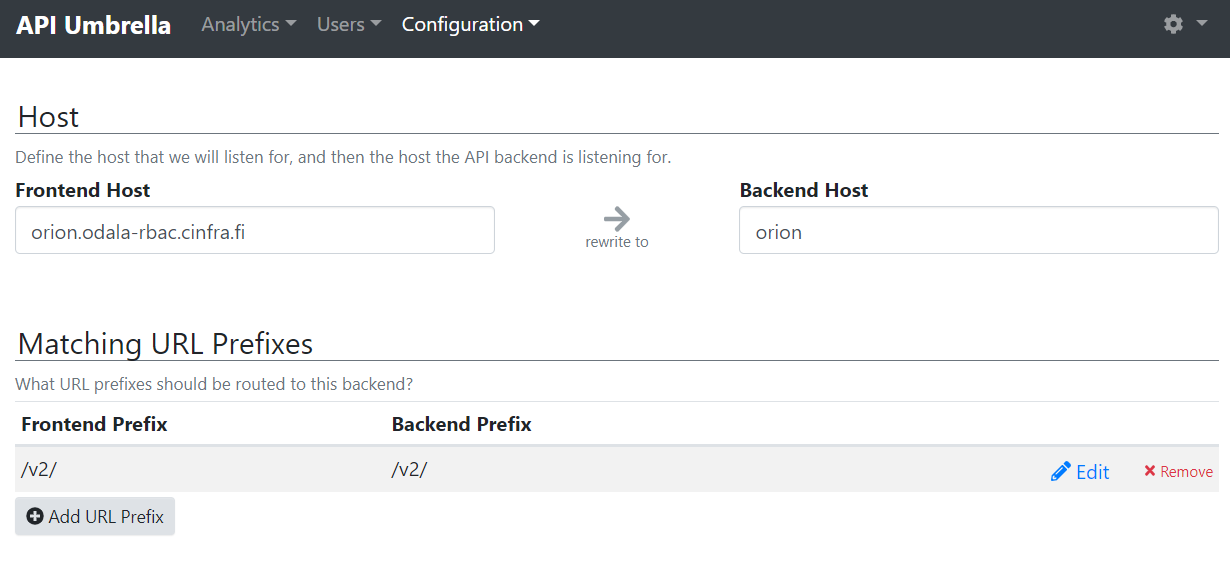 API Umbrella Analytics Users Configuration
Host
Define the host that we will listen for, and then the host the API backend is listening for.
Frontend Host Backend Host
orion.odala-rbac.cinfra.fi rewrite to orion
Matching URL Prefixes
What URL prefixes should be routed to this backend?
Frontend Prefix Backend Prefix
/v2/ /v2/ Edit Remove
Add URL Prefix